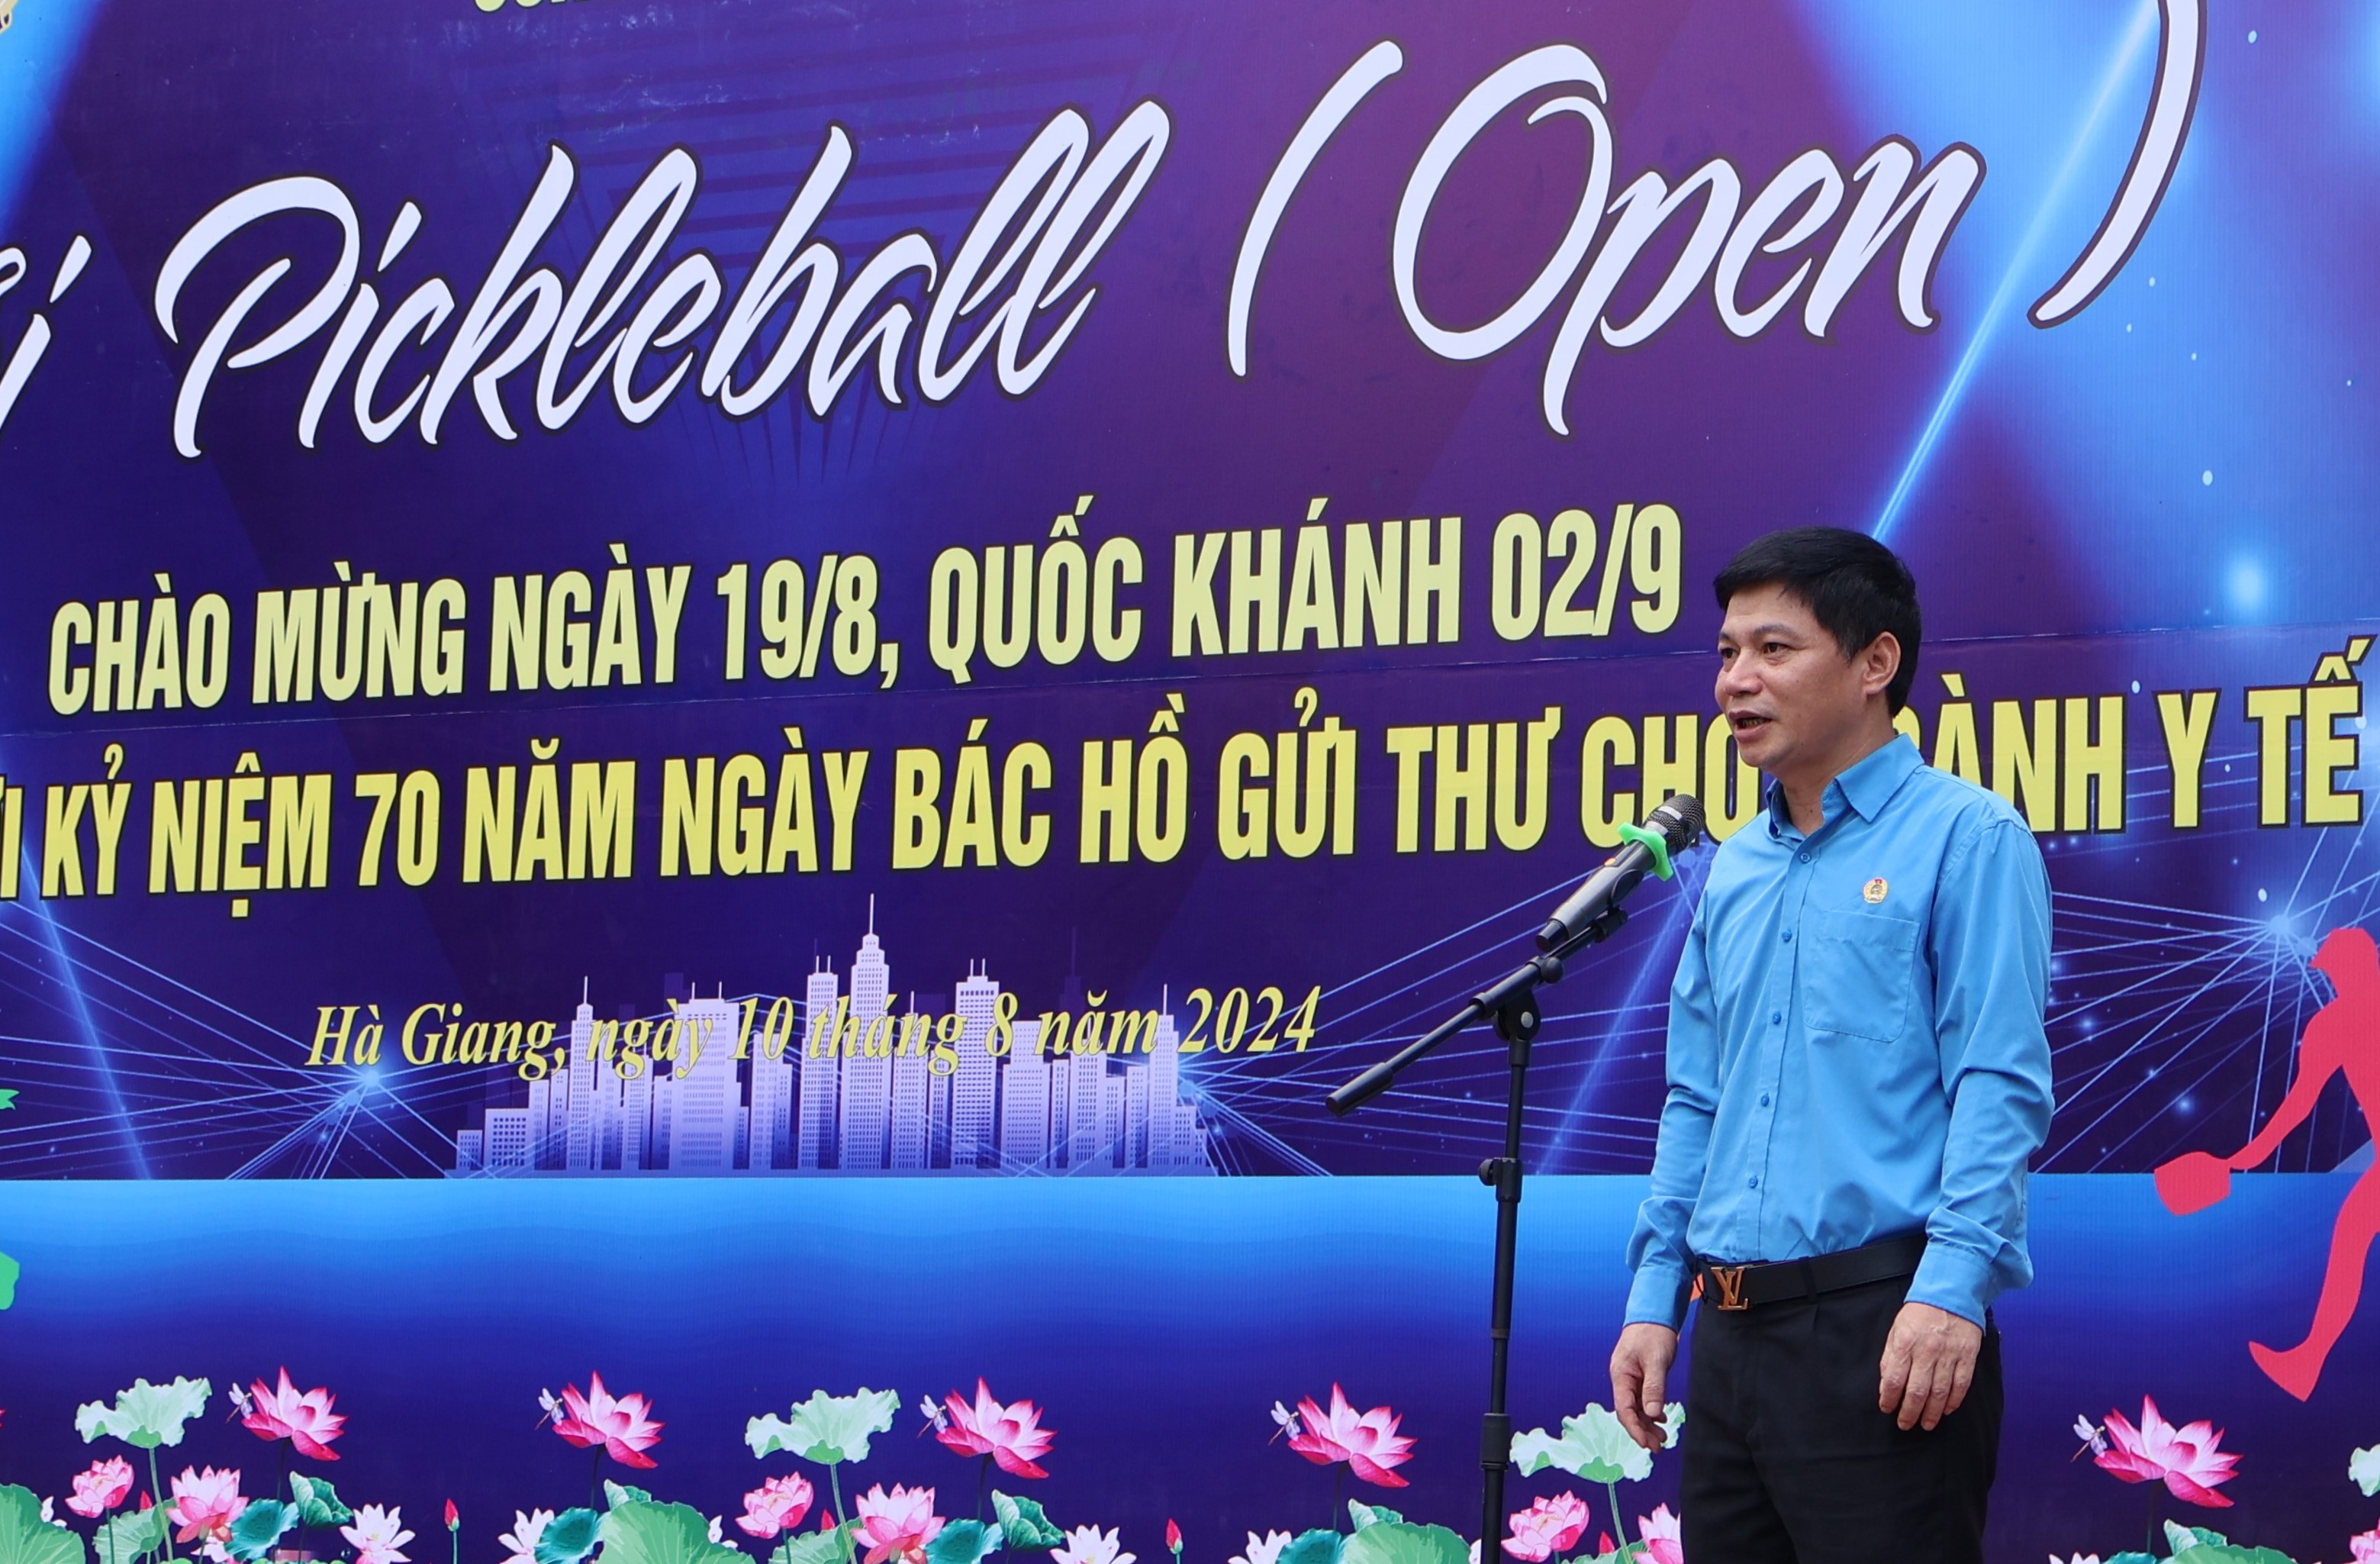 Pickleball (Open)
CHÀO MỪNG NGÀY 19/8, QUỐC KHÁNH 02/9
KỶ NIỆM 70 NĂM NGÀY BÁC HỒ GỬI THƯ CHO Y TẾ
Hà Giang, ngày 10 tháng 8 năm 2024